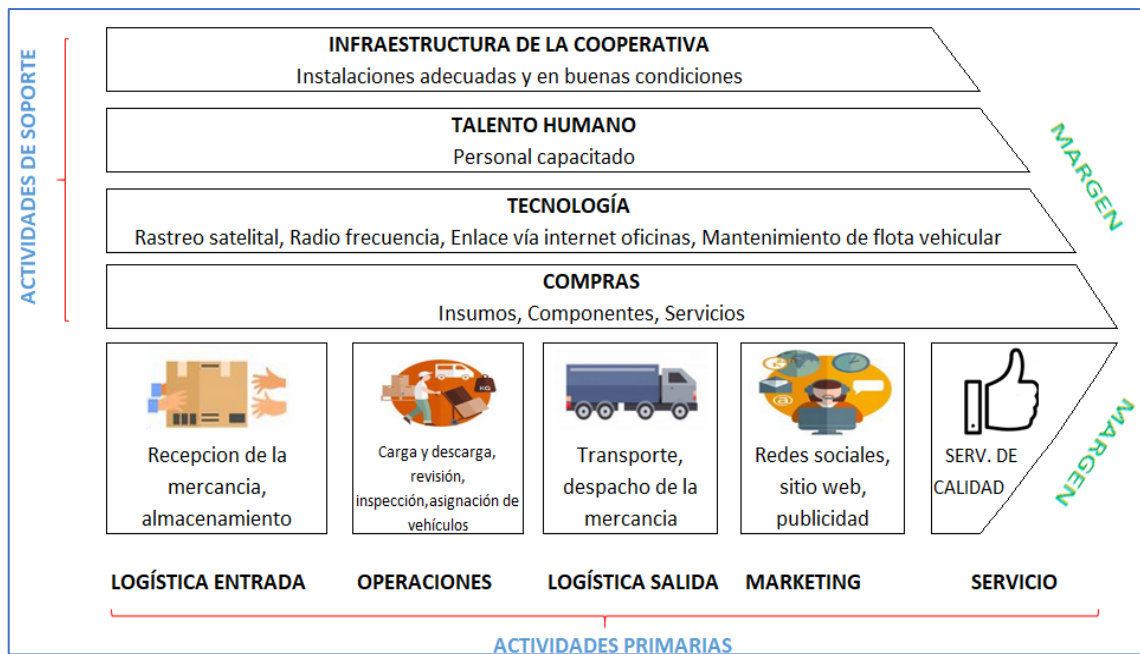 ACTIVIDADES DE SOPORTE
INFRAESTRUCTURA DE LA COOPERATIVA
Instalaciones adecuadas y en buenas condiciones
TALENTO HUMANO
Personal capacitado
MARGEN
TECNOLOGÍA
Rastreo satelital, Radio frecuencia, Enlace vía internet oficinas, Mantenimiento de flota vehicular
COMPRAS
Insumos, Componentes, Servicios
Recepcion de la
mercancia,
almacenamiento
KG
Carga y descarga,
revisión,
inspección,asignación de
vehículos
Transporte,
despacho de la
mercancia
24
@
Redes sociales,
sitio web,
publicidad
SERV. DE
CALIDAD
MARGEN
LOGÍSTICA ENTRADA
OPERACIONES
LOGÍSTICA SALIDA
MARKETING
SERVICIO
ACTIVIDADES PRIMARIAS